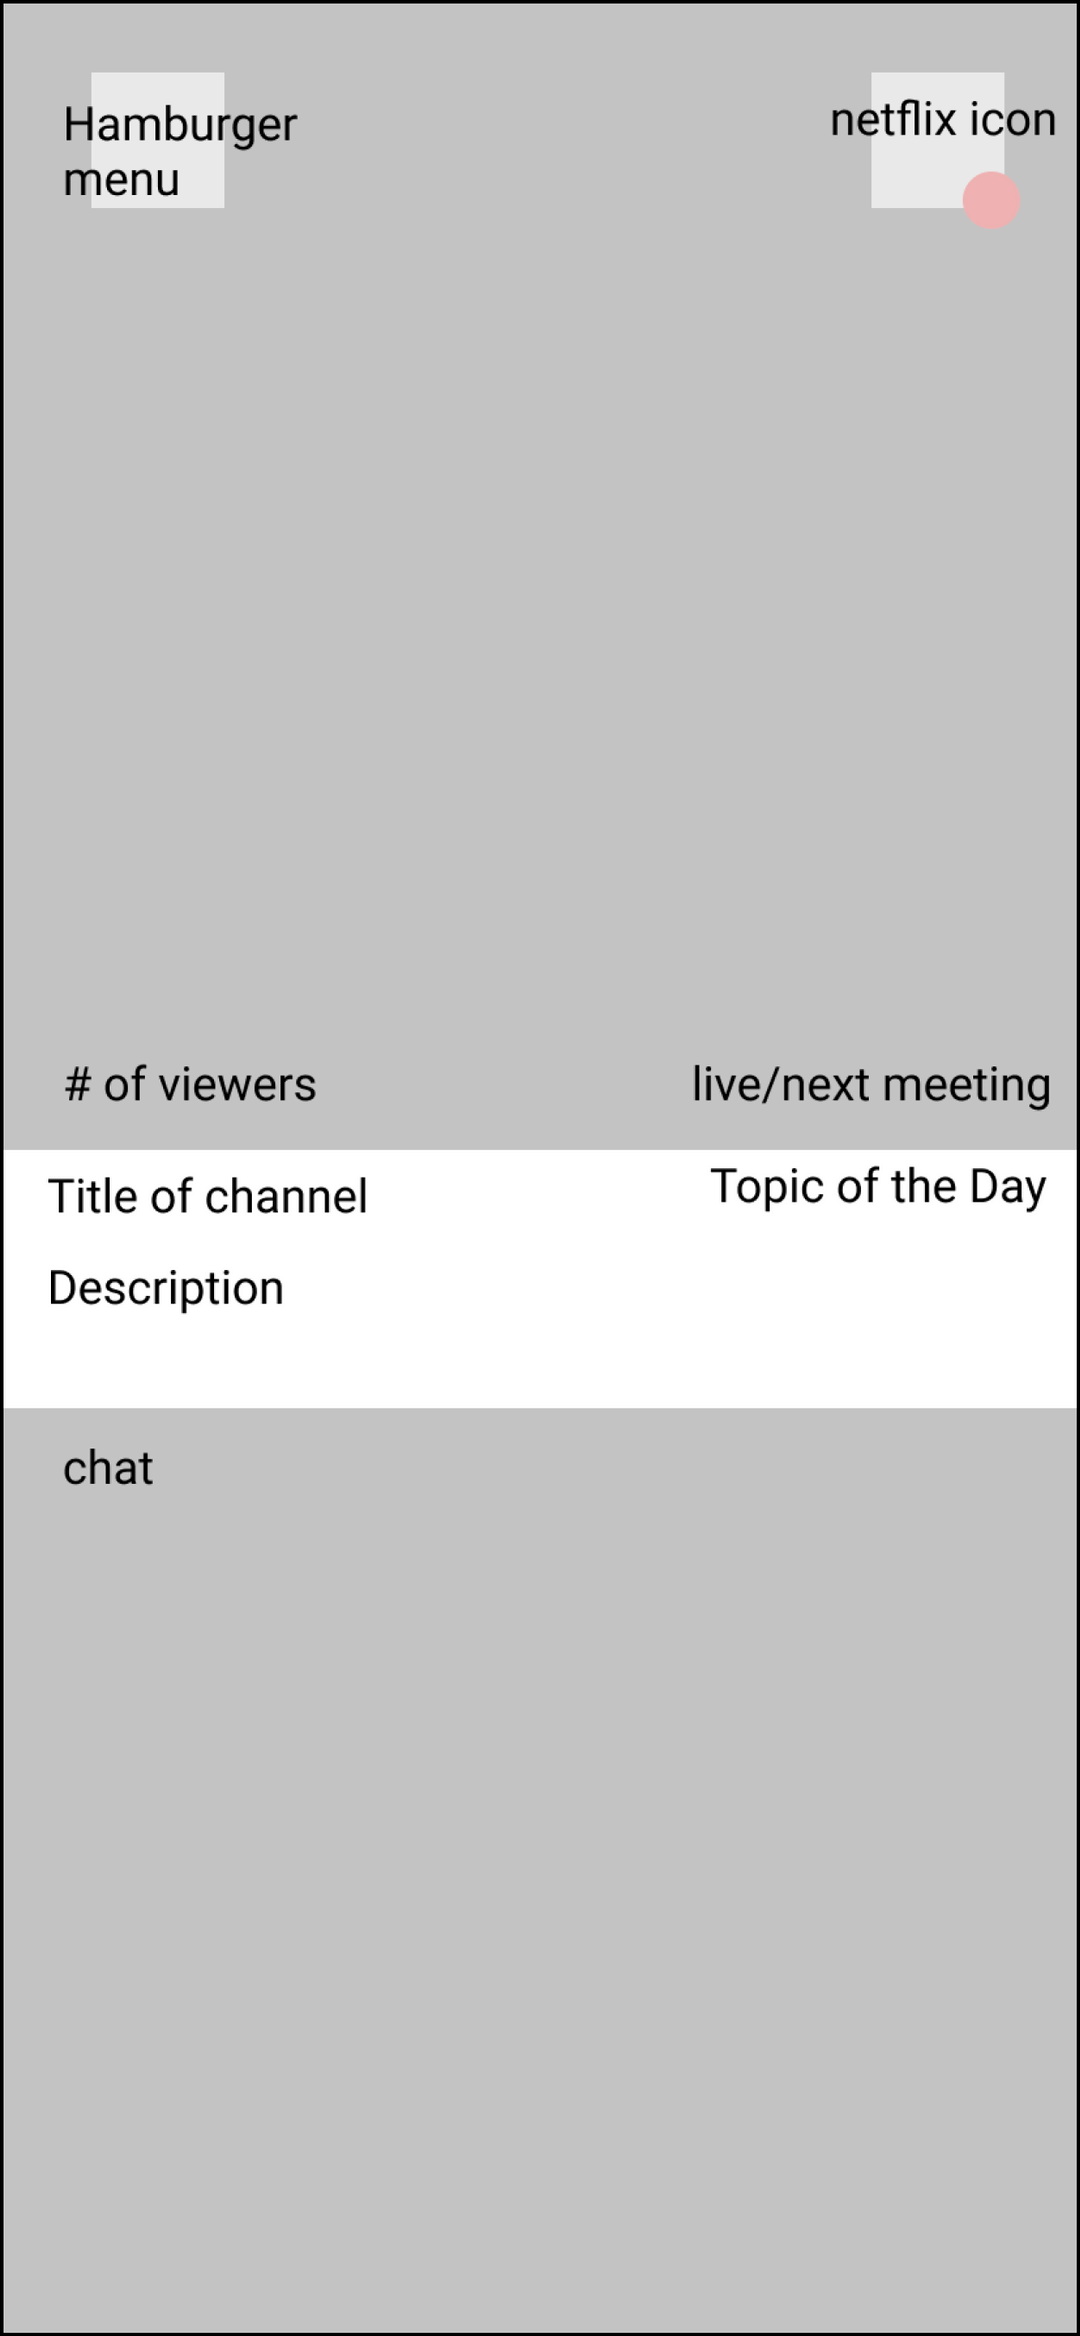 Hamburger
menu
netflix icon
# of viewers
live/next meeting
Title of channel
Topic of the Day
Description
chat